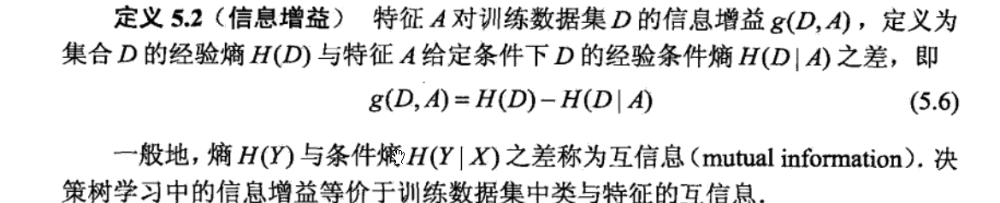 定义 5.2（信息增益） 特征 A 对训练数据集 D 的信息增益 g(D, A)，定义为
集合 D 的经验熵 H(D) 与特征 A 给定条件下 D 的经验条件熵 H(D | A) 之差，即
g(D, A) = H(D) − H(D | A) (5.6)
一般地，熵 H(Y) 与条件熵 H(Y | X) 之差称为互信息（mutual information）．决
策树学习中的信息增益等价于训练数据集中类与特征的互信息．